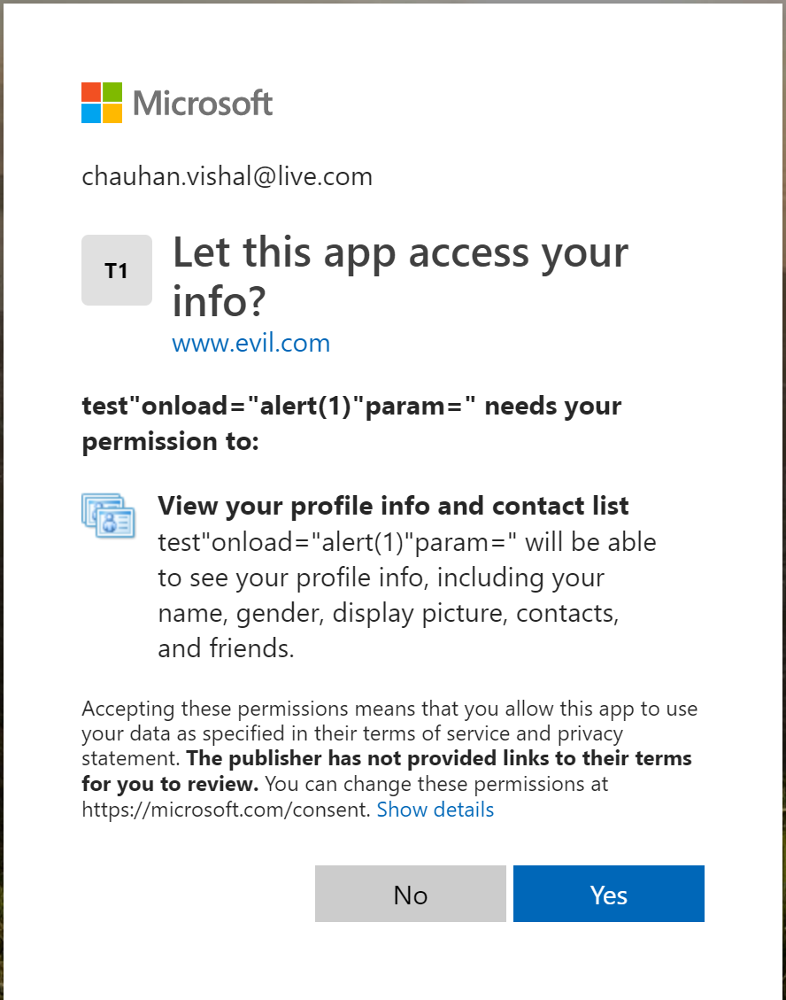 Microsoft
chauhan.vishal@live.com
T1
Let this app access your
info?
www.evil.com
test"onload="alert(1)"param=" needs your
permission to:
View your profile info and contact list
test"onload="alert(1)"param=" will be able
to see your profile info, including your
name, gender, display picture, contacts,
and friends.
Accepting these permissions means that you allow this app to use
your data as specified in their terms of service and privacy
statement. The publisher has not provided links to their terms
for you to review. You can change these permissions at
https://microsoft.com/consent. Show details
No
Yes